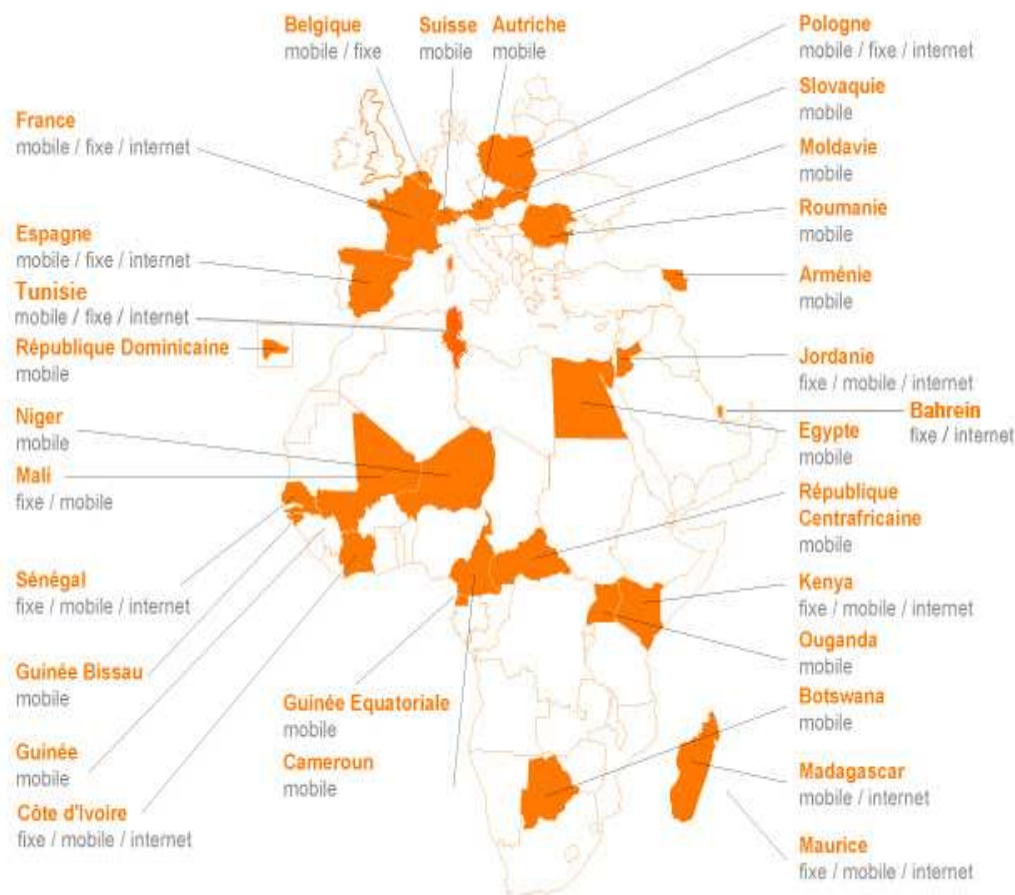 Belgique
mobile / fixe
Suisse
mobile
Autriche
mobile
Pologne
mobile / fixe / internet
Slovaquie
mobile
France
mobile / fixe / internet
Moldavie
mobile
Roumanie
mobile
Espagne
mobile / fixe / internet
Arménie
mobile
Tunisie
mobile / fixe / internet
République Dominicaine
mobile
Jordanie
fixe / mobile / internet
Bahrein
fixe / internet
Niger
mobile
Egypte
mobile
Mali
fixe / mobile
République
Centrafricaine
mobile
Sénégal
fixe / mobile / internet
Kenya
fixe / mobile / internet
Ouganda
mobile
Guinée Bissau
mobile
Guinée Equatoriale
mobile
Botswana
mobile
Guinée
mobile
Cameroun
mobile
Madagascar
mobile / internet
Côte d'Ivoire
fixe / mobile / internet
Maurice
fixe / mobile / internet